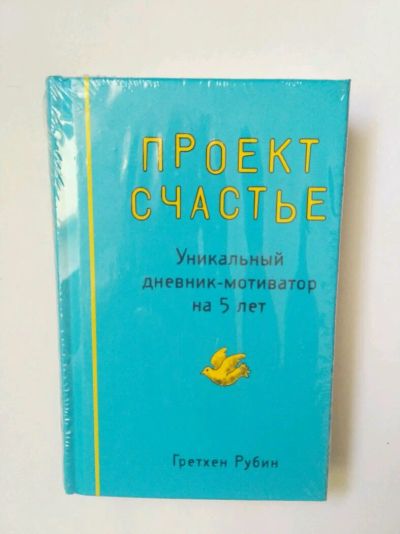 ПРОЕКТ
СЧАСТЬЕ
Уникальный
дневник-мотиватор
на 5 лет
Гретхен Рубин